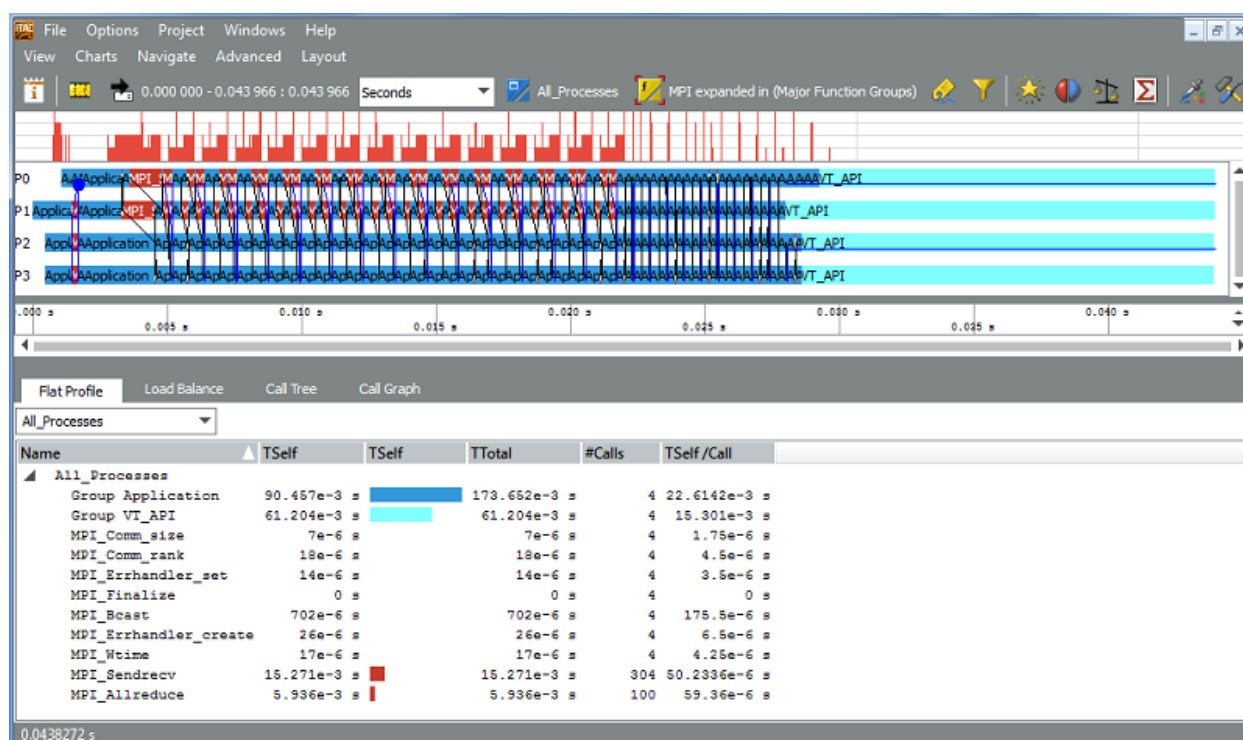 File Options Project Windows Help
View Charts Navigate Advanced Layout
0.000 000 - 0.043 966 : 0.043 966 Seconds All_Processes MPI expanded in (Major Function Groups)
P0 Applica MPI_ VT_API
P1 Applica Applica MPI_ VT_API
P2 Appl Application VT_API
P3 Appl Application VT_API
.000 s 0.010 s 0.020 s 0.030 s 0.040 s
0.005 s 0.015 s 0.025 s 0.035 s
Flat Profile Load Balance Call Tree Call Graph
All_Processes
Name TSelf TSelf TTotal #Calls TSelf /Call
All_Processes
Group Application 90.457e-3 s 173.652e-3 s 4 22.6142e-3 s
Group VT_API 61.204e-3 s 61.204e-3 s 4 15.301e-3 s
MPI_Comm_size 7e-6 s 7e-6 s 4 1.75e-6 s
MPI_Comm_rank 18e-6 s 18e-6 s 4 4.5e-6 s
MPI_Errhandler_set 14e-6 s 14e-6 s 4 3.5e-6 s
MPI_Finalize 0 s 0 s 4 0 s
MPI_Bcast 702e-6 s 702e-6 s 4 175.5e-6 s
MPI_Errhandler_create 26e-6 s 26e-6 s 4 6.5e-6 s
MPI_Wtime 17e-6 s 17e-6 s 4 4.25e-6 s
MPI_Sendrecv 15.271e-3 s 15.271e-3 s 304 50.2336e-6 s
MPI_Allreduce 5.936e-3 s 5.936e-3 s 100 59.36e-6 s
0.0438272 s